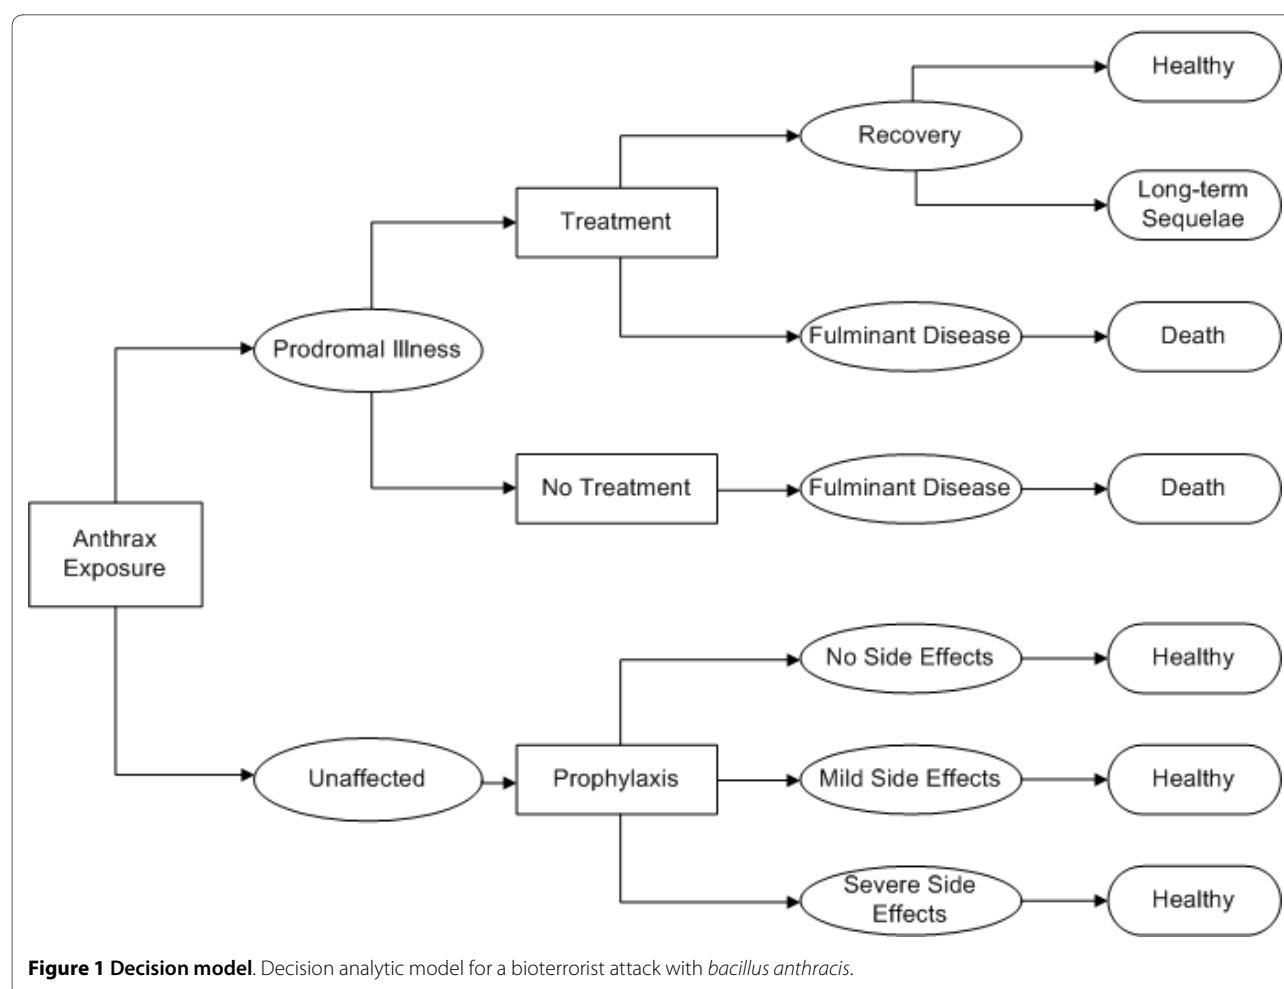 Healthy
Recovery
Long-term
Sequelae
Treatment
Fulminant Disease
Death
Prodromal Illness
No Treatment
Fulminant Disease
Death
Anthrax
Exposure
No Side Effects
Healthy
Unaffected
Prophylaxis
Mild Side Effects
Healthy
Severe Side
Effects
Healthy
Figure 1 Decision model. Decision analytic model for a bioterrorist attack with bacillus anthracis.